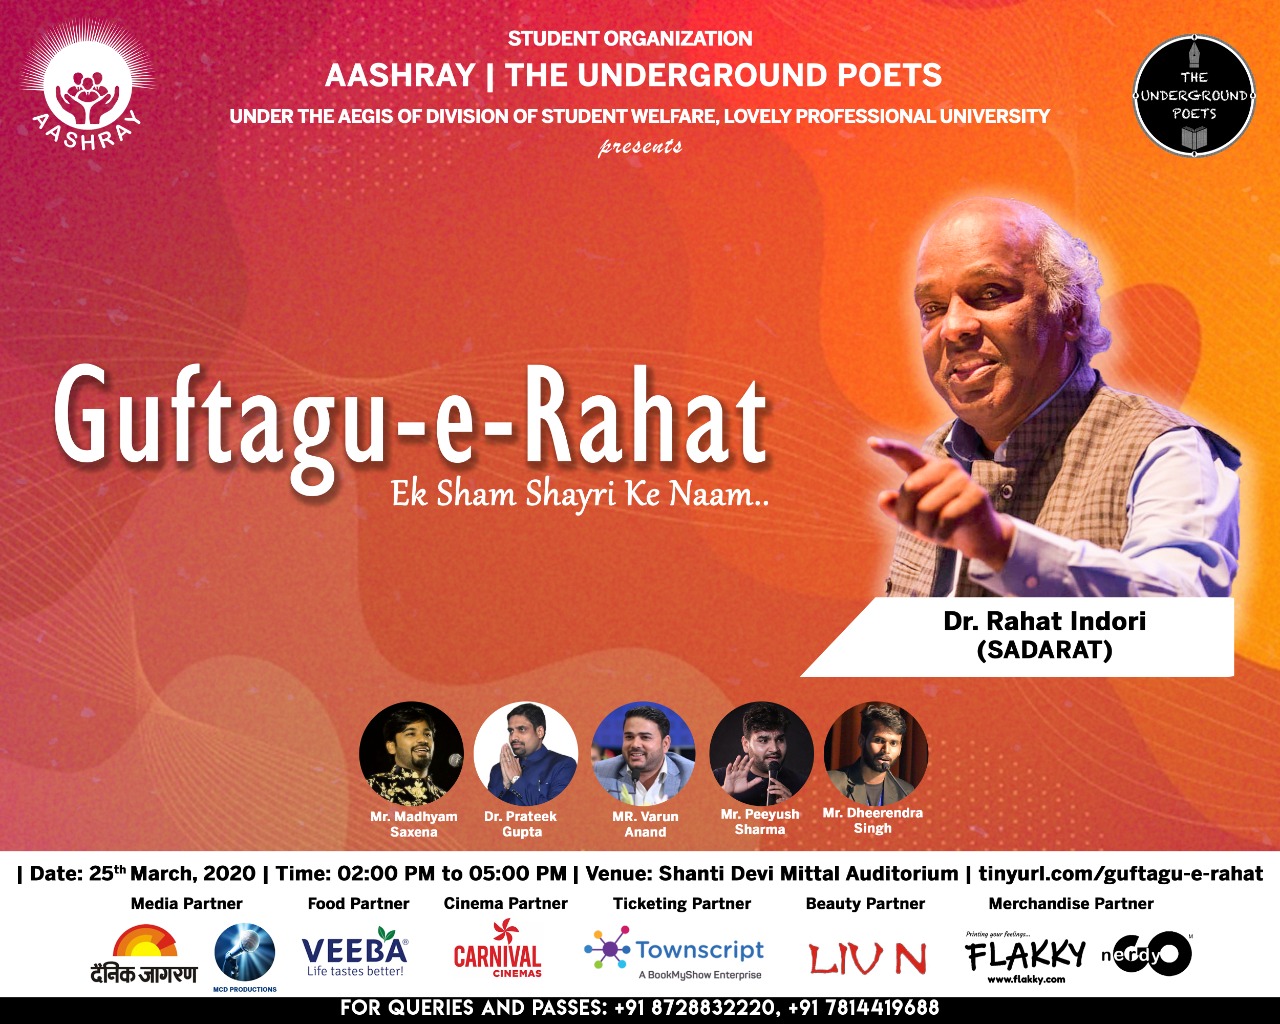 STUDENT ORGANIZATION
AASHRAY | THE UNDERGROUND POETS
UNDER THE AEGIS OF DIVISION OF STUDENT WELFARE, LOVELY PROFESSIONAL UNIVERSITY
presents
AASHRAY
THE
UNDERGROUND
POETS
Guftagu-e-Rahat
Ek Sham Shayri Ke Naam..
Dr. Rahat Indori
(SADARAT)
Mr. Madhyam
Saxena
Dr. Prateek
Gupta
MR. Varun
Anand
Mr. Peeyush
Sharma
Mr. Dheerendra
Singh
| Date: 25th March, 2020 | Time: 02:00 PM to 05:00 PM | Venue: Shanti Devi Mittal Auditorium | tinyurl.com/guftagu-e-rahat
Media Partner
दैनिक जागरण
MCD PRODUCTIONS
Food Partner
VEEBA®
Life tastes better!
Cinema Partner
CARNIVAL
CINEMAS
Ticketing Partner
Townscript
A BookMyShow Enterprise
Beauty Partner
LIV N
Merchandise Partner
Printing your feelings...
FLAKKY
www.flakky.com
nerdy
FOR QUERIES AND PASSES: +91 8728832220, +91 7814419688